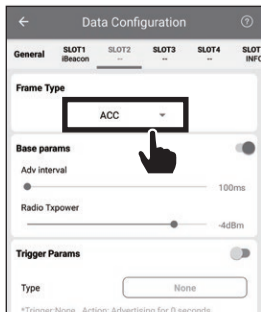 Data Configuration
General SLOT1 SLOT2 SLOT3 SLOT4 SLOT
iBeacon -- -- -- INFO
Frame Type
ACC
Base params
Adv interval
100ms
Radio Txpower
-4dBm
Trigger Params
Type None
*Trigger:None Action: Advertising for 0 seconds